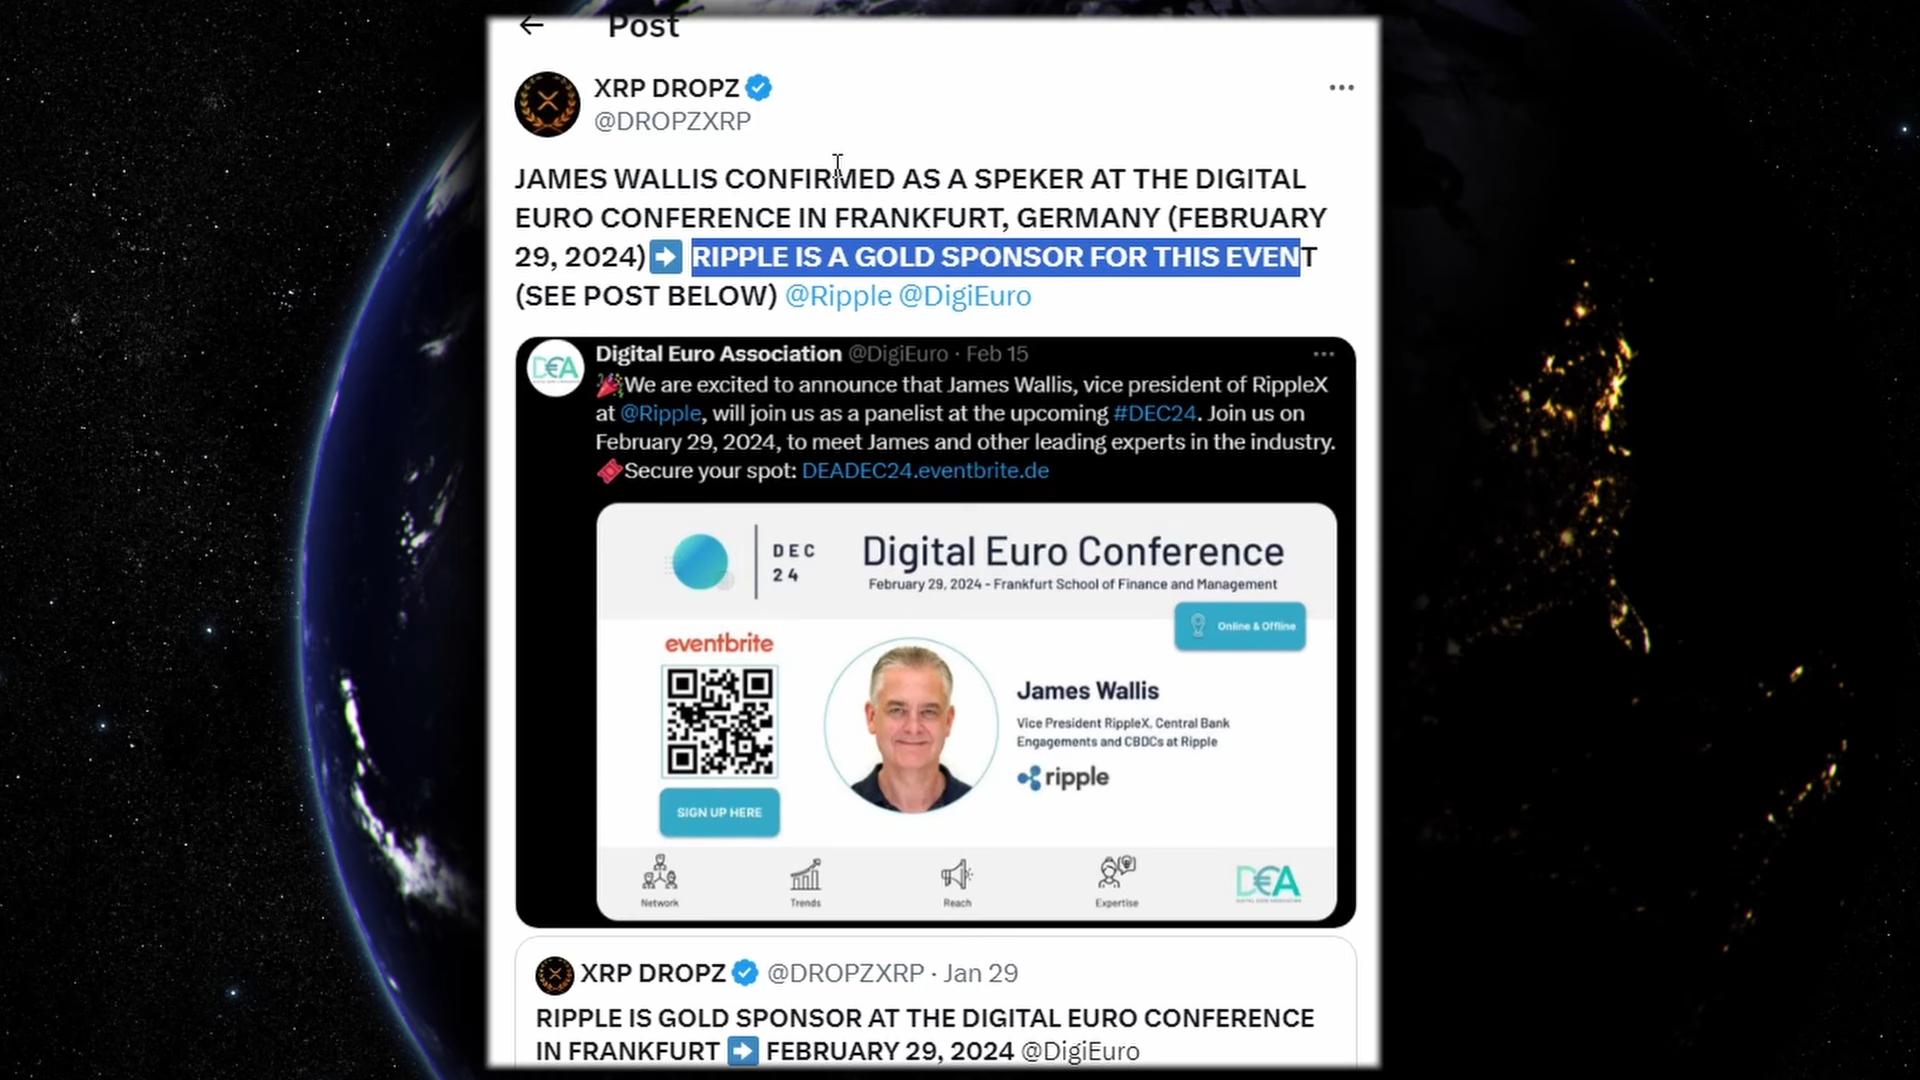 Post
XRP DROPZ
@DROPZXRP
JAMES WALLIS CONFIRMED AS A SPEKER AT THE DIGITAL
EURO CONFERENCE IN FRANKFURT, GERMANY (FEBRUARY
29, 2024)➡️ RIPPLE IS A GOLD SPONSOR FOR THIS EVENT
(SEE POST BELOW) @Ripple @DigiEuro
D€A
Digital Euro Association @DigiEuro · Feb 15
🎉We are excited to announce that James Wallis, vice president of RippleX
at @Ripple, will join us as a panelist at the upcoming #DEC24. Join us on
February 29, 2024, to meet James and other leading experts in the industry.
🎟️Secure your spot: DEADEC24.eventbrite.de
DEC
24
Digital Euro Conference
February 29, 2024 - Frankfurt School of Finance and Management
Online & Offline
eventbrite
SIGN UP HERE
James Wallis
Vice President RippleX, Central Bank
Engagements and CBDCs at Ripple
ripple
Network
Trends
Reach
Expertise
D€A
XRP DROPZ @DROPZXRP · Jan 29
RIPPLE IS GOLD SPONSOR AT THE DIGITAL EURO CONFERENCE
IN FRANKFURT ➡️ FEBRUARY 29, 2024 @DigiEuro